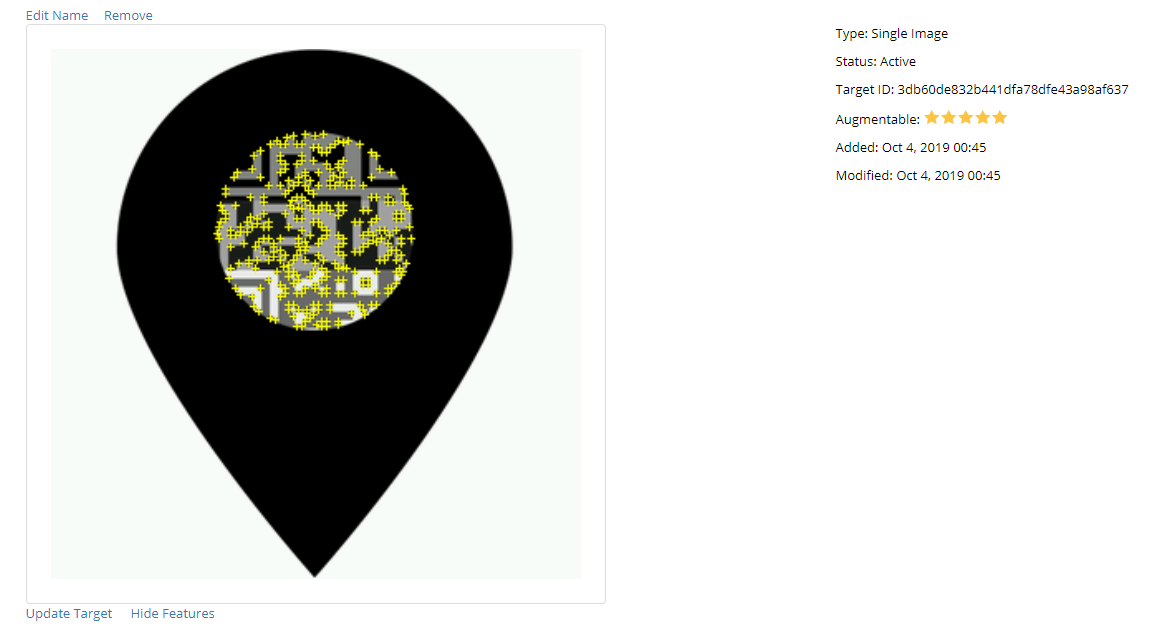 Edit Name Remove
Type: Single Image
Status: Active
Target ID: 3db60de832b441dfa78dfe43a98af637
Augmentable:
Added: Oct 4, 2019 00:45
Modified: Oct 4, 2019 00:45
Update Target Hide Features